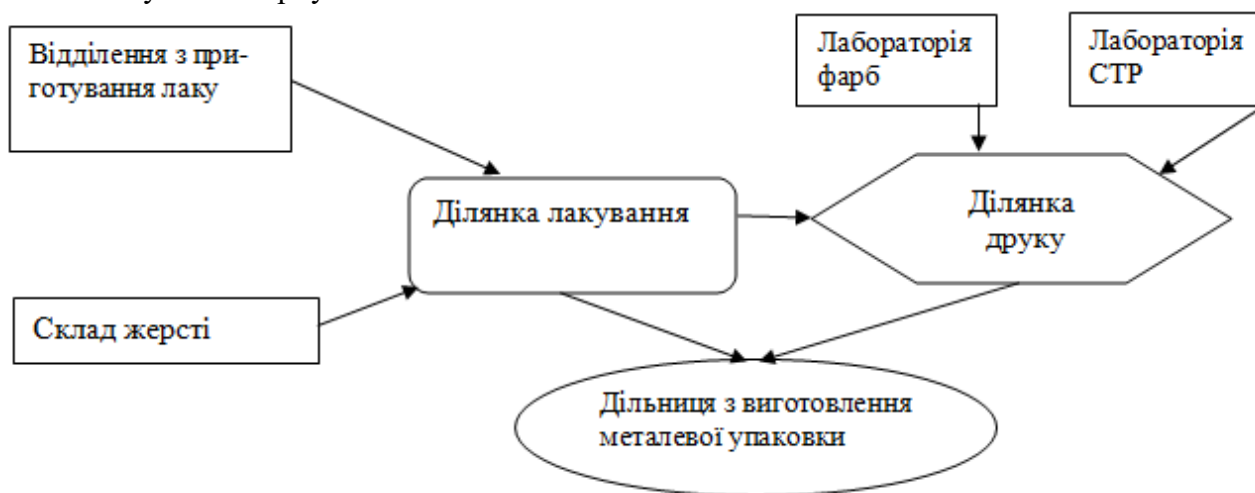 Відділення з при-
готування лаку
Лабораторія
фарб
Лабораторія
СТР
Ділянка лакування
Ділянка
друку
Склад жерсті
Дільниця з виготовлення
металевої упаковки